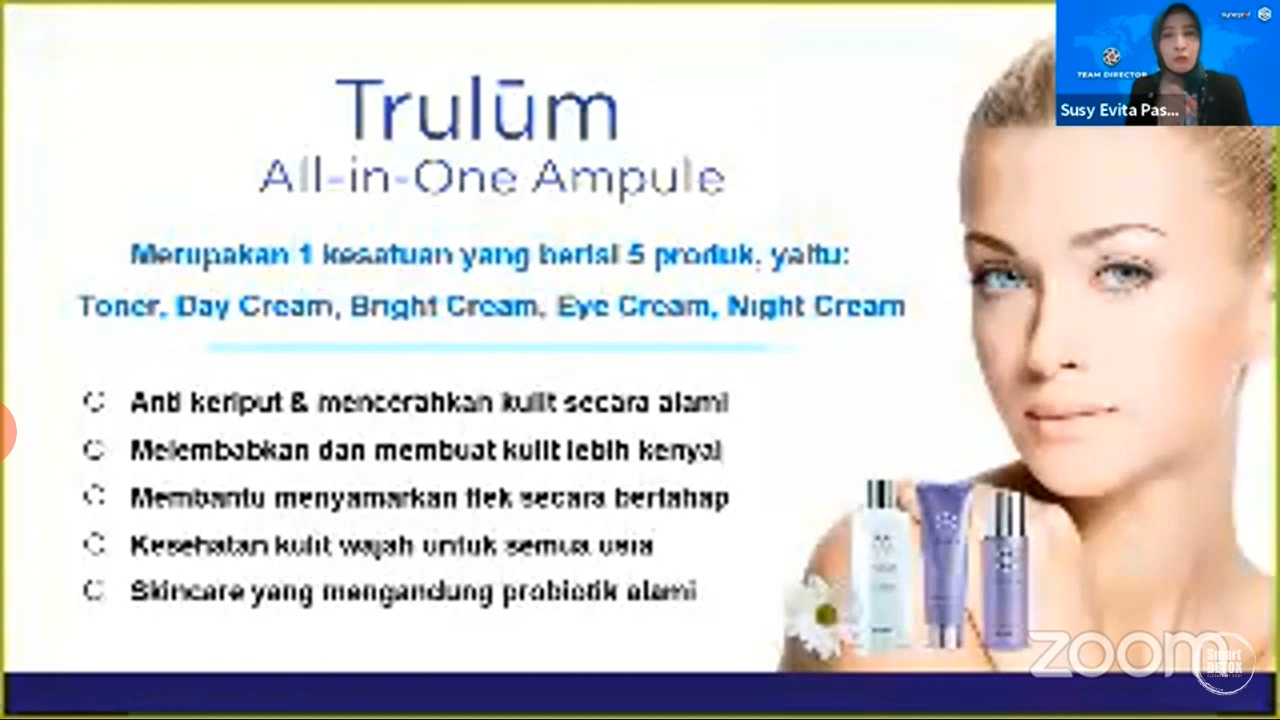 Trulūm
All-in-One Ampule
Merupakan 1 kesatuan yang berisi 5 produk, yaitu:
Toner, Day Cream, Bright Cream, Eye Cream, Night Cream
Anti keriput & mencerahkan kulit secara alami
Melembabkan dan membuat kulit lebih kenyal
Membantu menyamarkan flek secara bertahap
Kesehatan kulit wajah untuk semua usia
Skincare yang mengandung probiotik alami
TEAM DIRECTOR
Susy Evita Pas...
zoom
Smart
DETOX